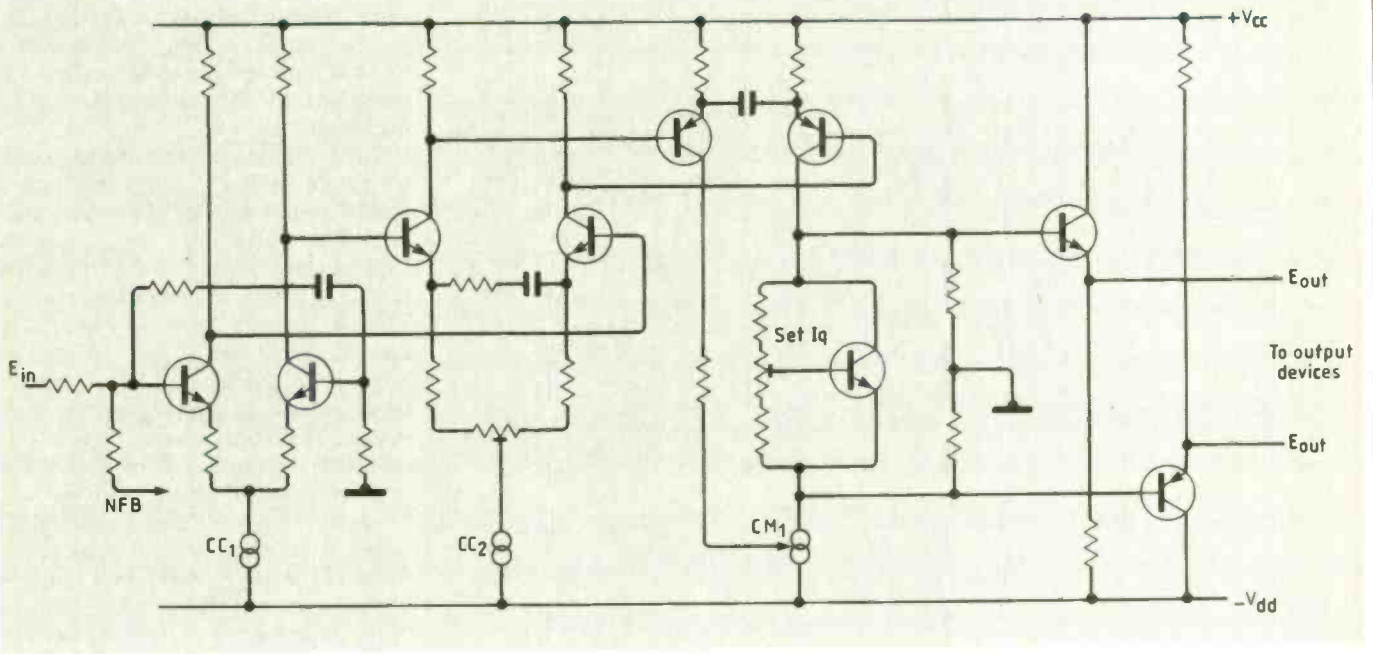 +Vcc
Eout
Set Iq
Ein
To output
devices
Eout
NFB
CC1
CC2
CM1
-Vdd